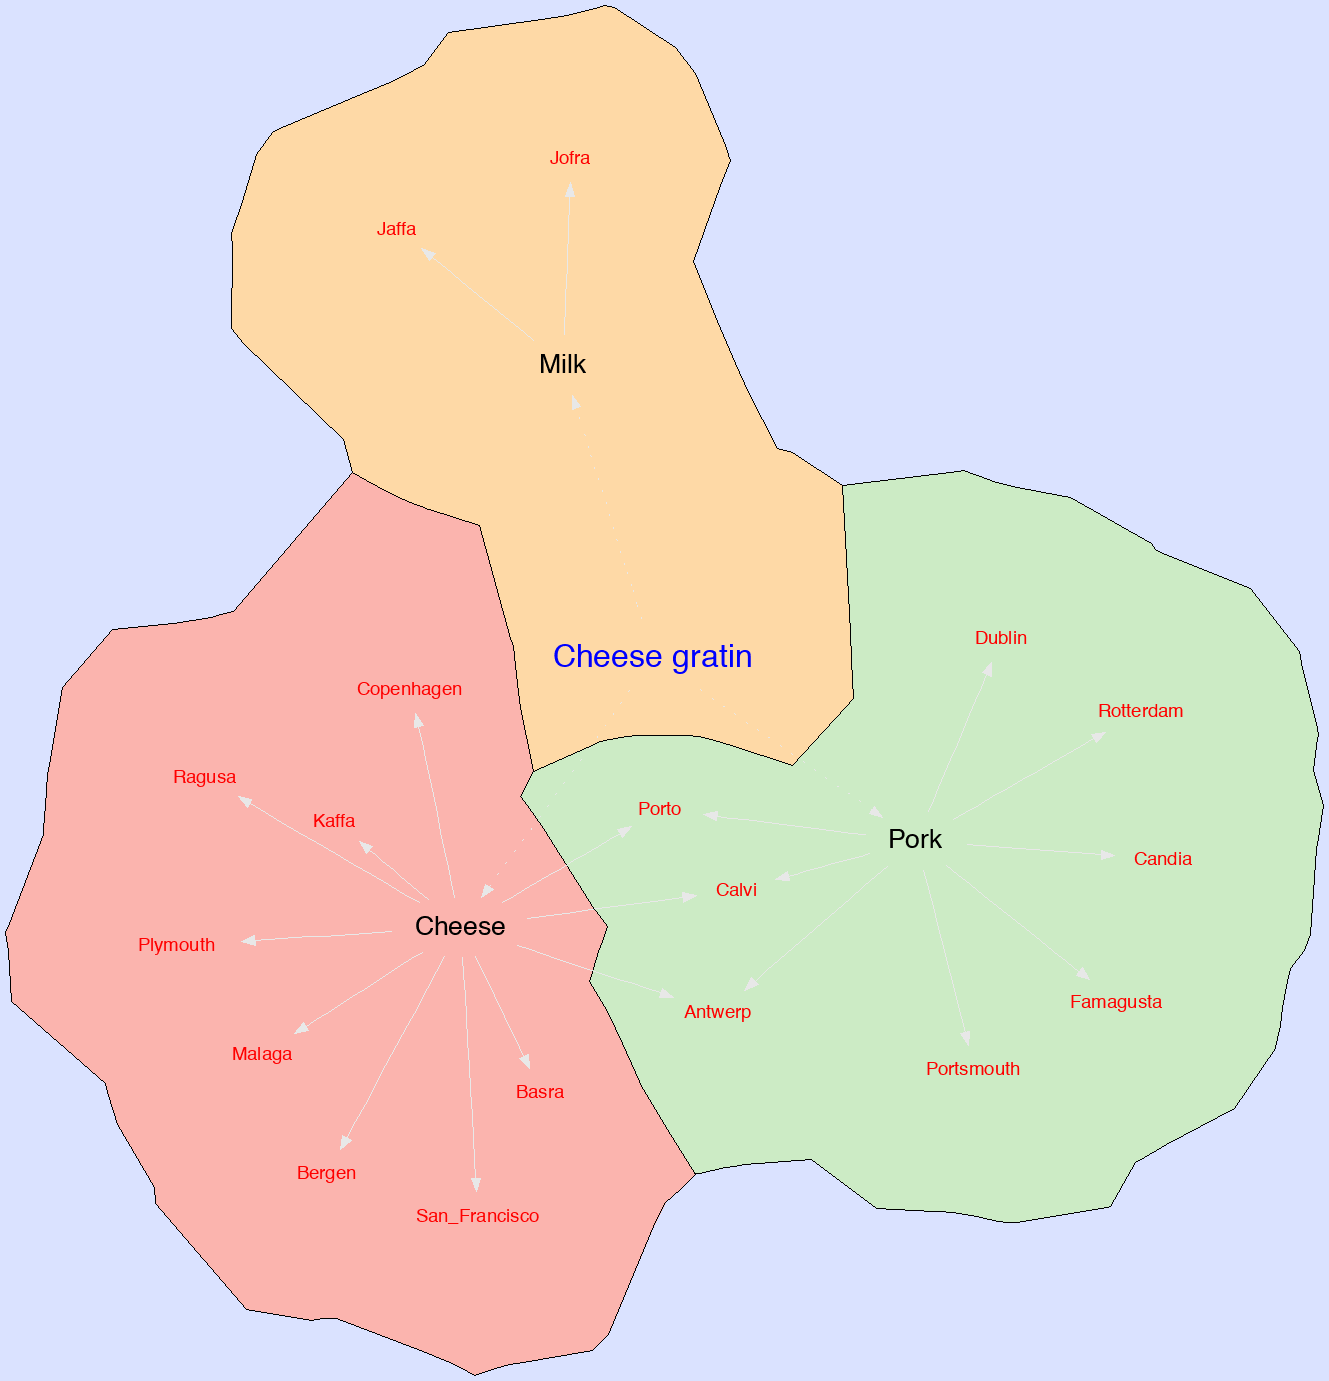 Jofra
Jaffa
Milk
Cheese gratin
Dublin
Copenhagen
Rotterdam
Ragusa
Porto
Kaffa
Pork
Candia
Calvi
Cheese
Plymouth
Famagusta
Antwerp
Malaga
Portsmouth
Basra
Bergen
San_Francisco